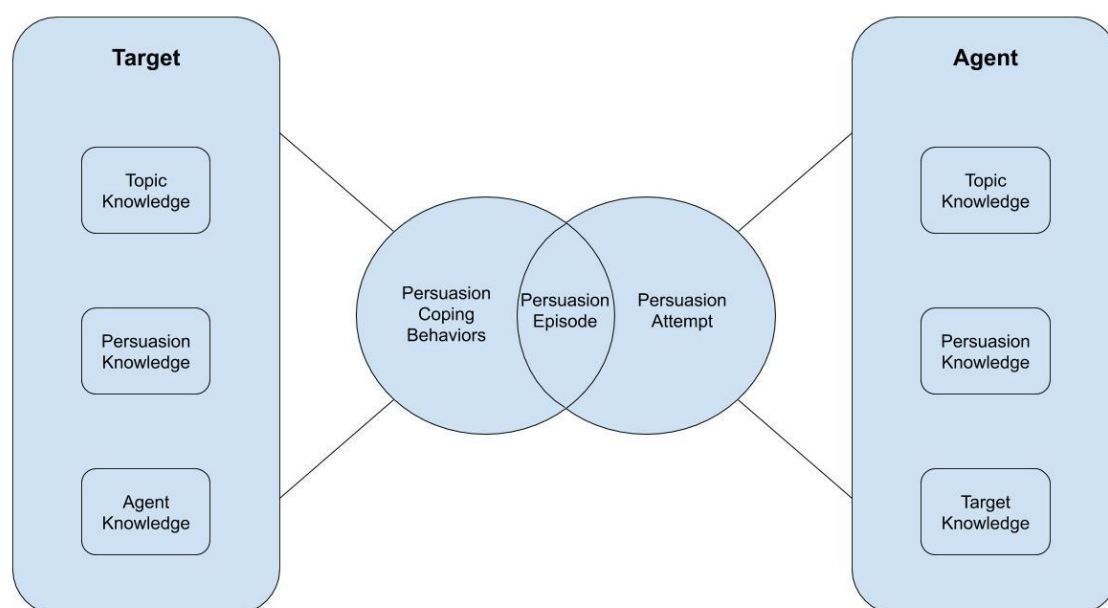 Target
Topic
Knowledge
Persuasion
Knowledge
Agent
Knowledge
Persuasion
Coping
Behaviors
Persuasion
Episode
Persuasion
Attempt
Agent
Topic
Knowledge
Persuasion
Knowledge
Target
Knowledge